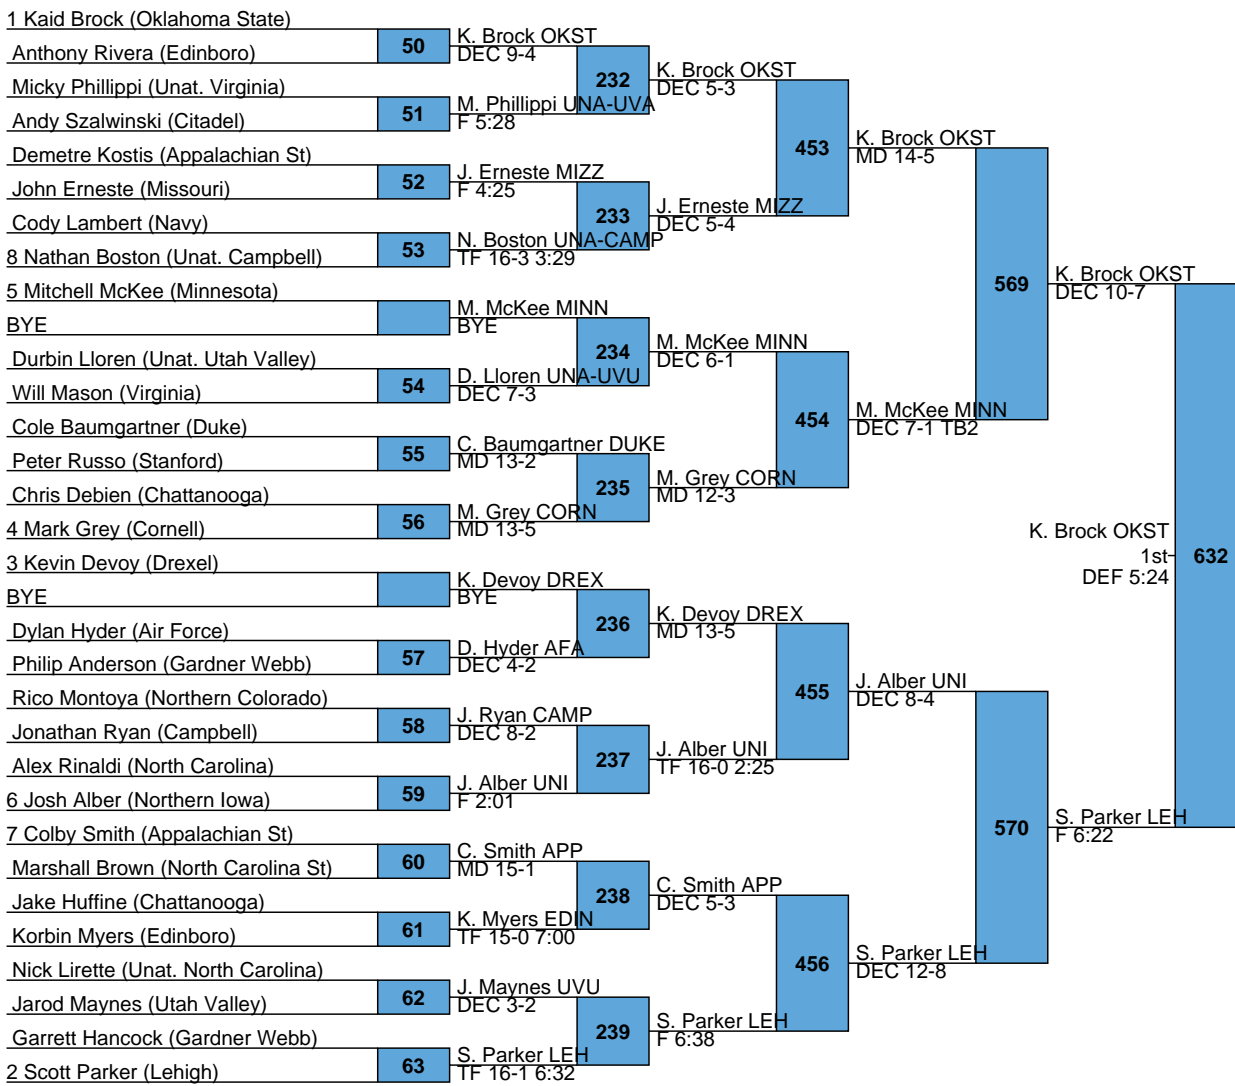 1 Kaid Brock (Oklahoma State)
Anthony Rivera (Edinboro)
Micky Phillippi (Unat. Virginia)
Andy Szalwinski (Citadel)
Demetre Kostis (Appalachian St)
John Erneste (Missouri)
Cody Lambert (Navy)
8 Nathan Boston (Unat. Campbell)
5 Mitchell McKee (Minnesota)
BYE
Durbin Lloren (Unat. Utah Valley)
Will Mason (Virginia)
Cole Baumgartner (Duke)
Peter Russo (Stanford)
Chris Debien (Chattanooga)
4 Mark Grey (Cornell)
3 Kevin Devoy (Drexel)
BYE
Dylan Hyder (Air Force)
Philip Anderson (Gardner Webb)
Rico Montoya (Northern Colorado)
Jonathan Ryan (Campbell)
Alex Rinaldi (North Carolina)
6 Josh Alber (Northern Iowa)
7 Colby Smith (Appalachian St)
Marshall Brown (North Carolina St)
Jake Huffine (Chattanooga)
Korbin Myers (Edinboro)
Nick Lirette (Unat. North Carolina)
Jarod Maynes (Utah Valley)
Garrett Hancock (Gardner Webb)
2 Scott Parker (Lehigh)
50
51
52
53
54
55
56
57
58
59
60
61
62
63
K. Brock OKST
DEC 9-4
M. Phillippi UNA-UVA
F 5:28
J. Erneste MIZZ
F 4:25
N. Boston UNA-CAMP
TF 16-3 3:29
M. McKee MINN
BYE
D. Lloren UNA-UVU
DEC 7-3
C. Baumgartner DUKE
MD 13-2
M. Grey CORN
MD 13-5
K. Devoy DREX
BYE
D. Hyder AFA
DEC 4-2
J. Ryan CAMP
DEC 8-2
J. Alber UNI
F 2:01
C. Smith APP
MD 15-1
K. Myers EDIN
TF 15-0 7:00
J. Maynes UVU
DEC 3-2
S. Parker LEH
TF 16-1 6:32
232
233
234
235
236
237
238
239
K. Brock OKST
DEC 5-3
J. Erneste MIZZ
DEC 5-4
M. McKee MINN
DEC 6-1
M. Grey CORN
MD 12-3
K. Devoy DREX
MD 13-5
J. Alber UNI
TF 16-0 2:25
C. Smith APP
DEC 5-3
S. Parker LEH
F 6:38
453
454
455
456
K. Brock OKST
MD 14-5
M. McKee MINN
DEC 7-1 TB2
J. Alber UNI
DEC 8-4
S. Parker LEH
DEC 12-8
569
570
K. Brock OKST
DEC 10-7
S. Parker LEH
F 6:22
632
K. Brock OKST
1st
DEF 5:24